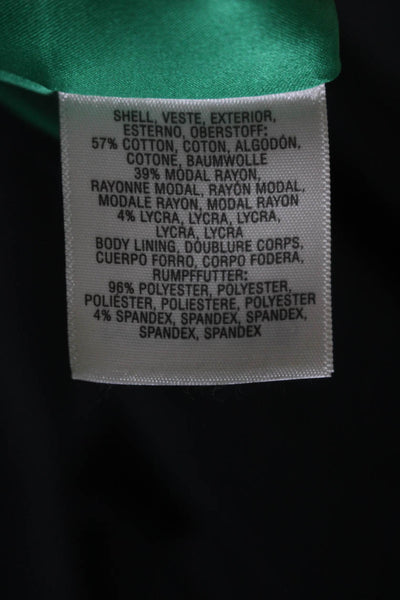 SHELL, VESTE, EXTERIOR,
ESTERNO, OBERSTOFF:
57% COTTON, COTON, ALGODÓN,
COTONE, BAUMWOLLE
39% MODAL RAYON,
RAYONNE MODAL, RAYÓN MODAL,
MODALE RAYON, MODAL RAYON
4% LYCRA, LYCRA, LYCRA,
LYCRA, LYCRA
BODY LINING, DOUBLURE CORPS,
CUERPO FORRO, CORPO FODERA,
RUMPFFUTTER:
96% POLYESTER, POLYESTER,
POLIÉSTER, POLIESTERE, POLYESTER
4% SPANDEX, SPANDEX, SPANDEX,
SPANDEX, SPANDEX